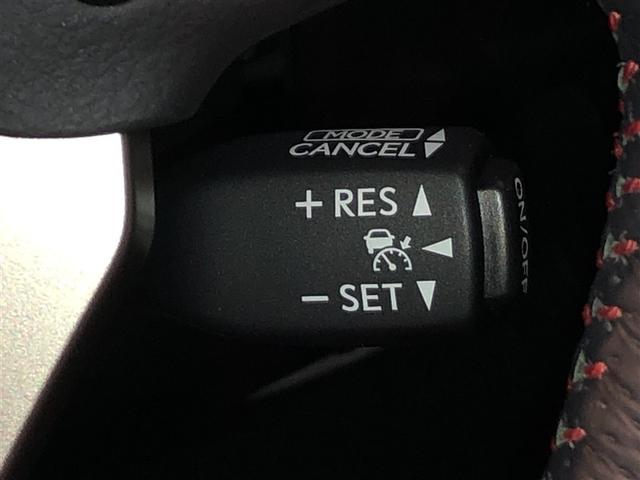 MODE
CANCEL
+ RES
− SET
ON/OFF